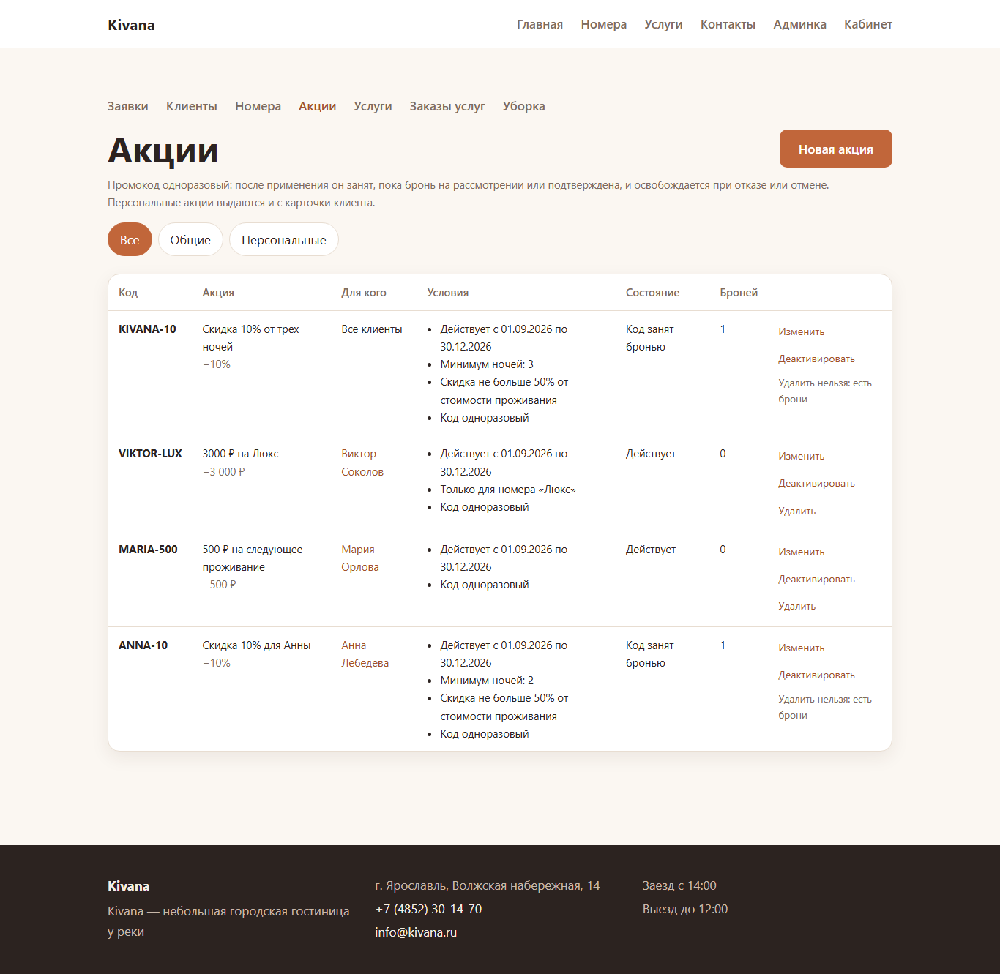 Kivana
Главная Номера Услуги Контакты Админка Кабинет
Заявки Клиенты Номера Акции Услуги Заказы услуг Уборка
Акции
Новая акция
Промокод одноразовый: после применения он занят, пока бронь на рассмотрении или подтверждена, и освобождается при отказе или отмене.
Персональные акции выдаются и с карточки клиента.
Все Общие Персональные
Код Акция Для кого Условия Состояние Броней
KIVANA-10
Скидка 10% от трёх
ночей
−10%
Все клиенты
• Действует с 01.09.2026 по
30.12.2026
• Минимум ночей: 3
• Скидка не больше 50% от
стоимости проживания
• Код одноразовый
Код занят
бронью
1
Изменить
Деактивировать
Удалить нельзя: есть
брони
VIKTOR-LUX
3000 ₽ на Люкс
−3 000 ₽
Виктор
Соколов
• Действует с 01.09.2026 по
30.12.2026
• Только для номера «Люкс»
• Код одноразовый
Действует
0
Изменить
Деактивировать
Удалить
MARIA-500
500 ₽ на следующее
проживание
−500 ₽
Мария
Орлова
• Действует с 01.09.2026 по
30.12.2026
• Код одноразовый
Действует
0
Изменить
Деактивировать
Удалить
ANNA-10
Скидка 10% для Анны
−10%
Анна
Лебедева
• Действует с 01.09.2026 по
30.12.2026
• Минимум ночей: 2
• Скидка не больше 50% от
стоимости проживания
• Код одноразовый
Код занят
бронью
1
Изменить
Деактивировать
Удалить нельзя: есть
брони
Kivana
Kivana — небольшая городская гостиница
у реки
г. Ярославль, Волжская набережная, 14
+7 (4852) 30-14-70
info@kivana.ru
Заезд с 14:00
Выезд до 12:00